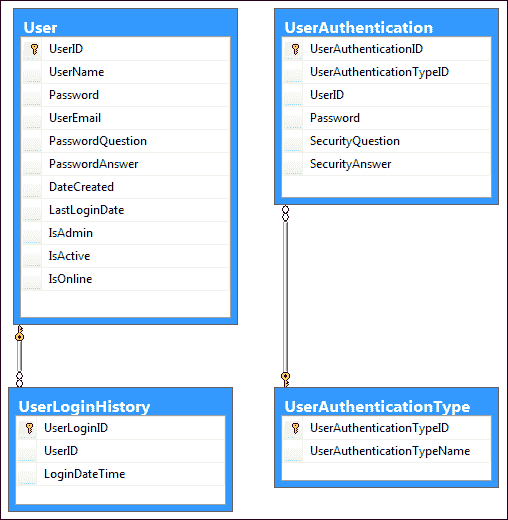 User
UserID
UserName
Password
UserEmail
PasswordQuestion
PasswordAnswer
DateCreated
LastLoginDate
IsAdmin
IsActive
IsOnline
UserAuthentication
UserAuthenticationID
UserAuthenticationTypeID
UserID
Password
SecurityQuestion
SecurityAnswer
UserLoginHistory
UserLoginID
UserID
LoginDateTime
UserAuthenticationType
UserAuthenticationTypeID
UserAuthenticationTypeName